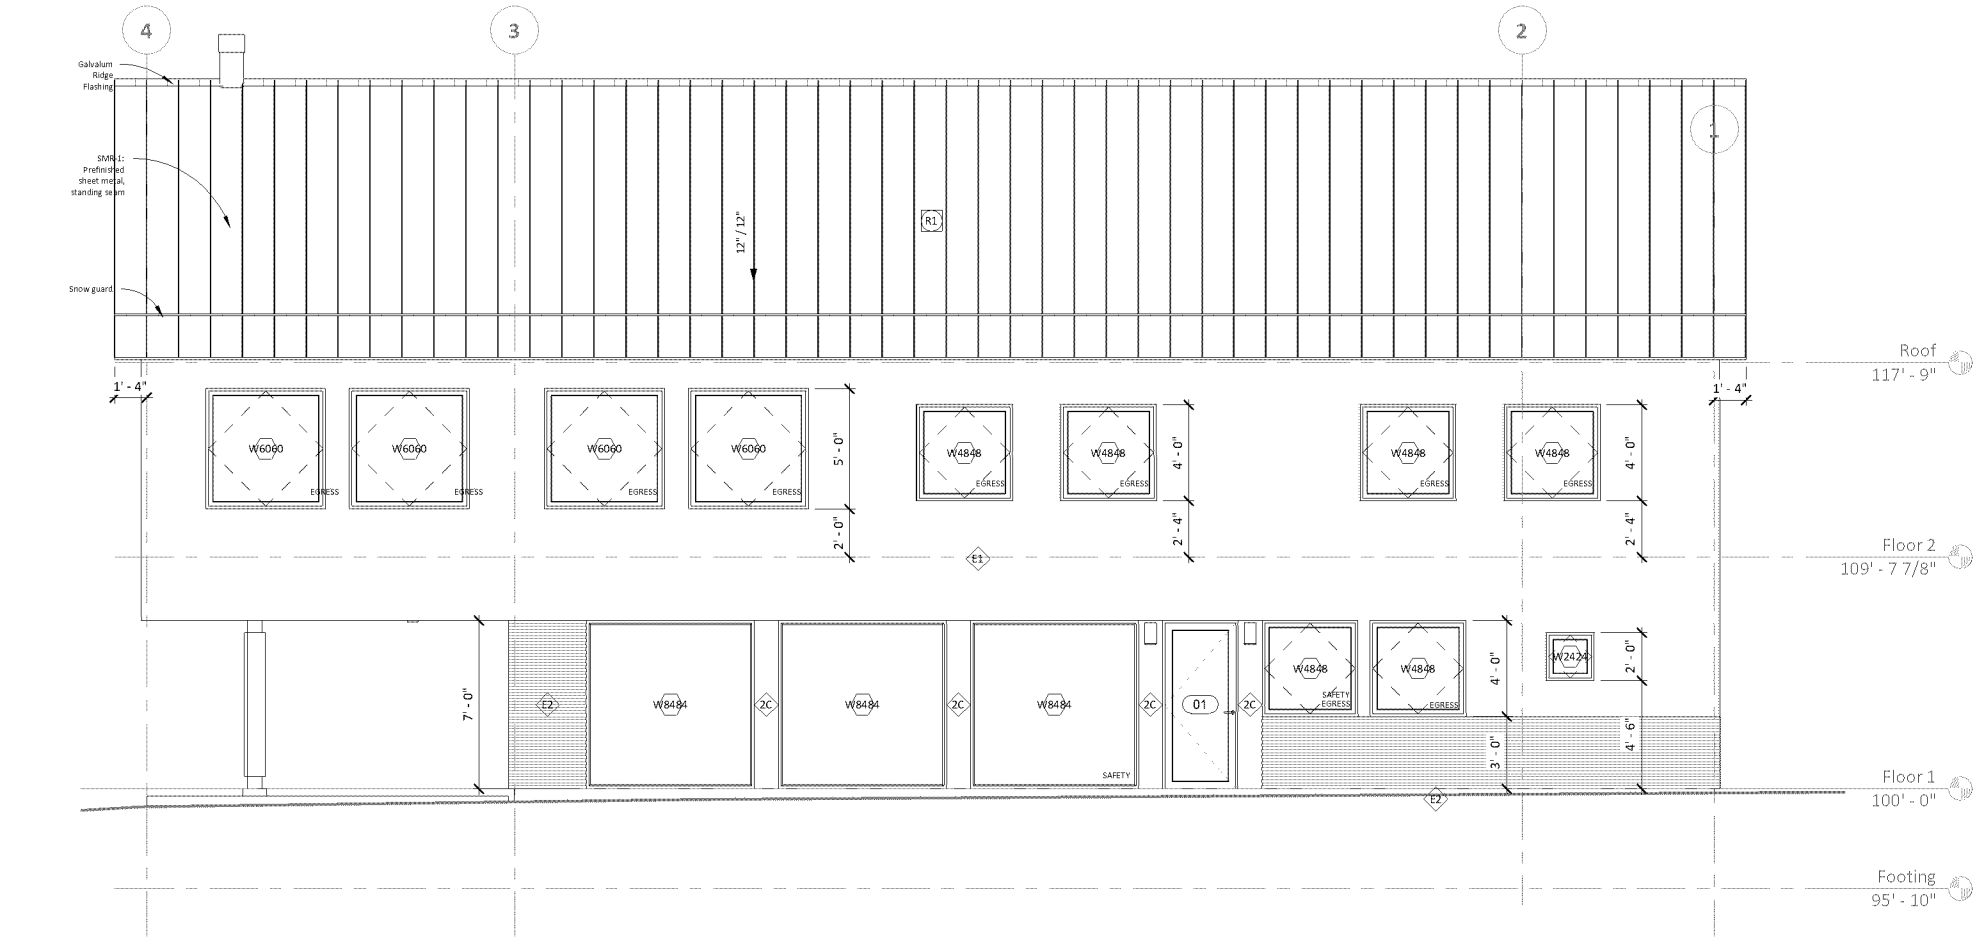 4
3
2
Galvalum
Ridge
Flashing
1
SMR-1:
Prefinished
sheet metal,
standing seam
12" / 12"
R1
Snow guard
Roof
117' - 9"
1' - 4"
1' - 4"
W6060
EGRESS
W6060
EGRESS
W6060
EGRESS
W6060
EGRESS
5' - 0"
2' - 0"
W4848
EGRESS
W4848
EGRESS
4' - 0"
2' - 4"
W4848
EGRESS
W4848
EGRESS
4' - 0"
2' - 4"
E1
Floor 2
109' - 7 7/8"
7' - 0"
E2
W8484
2C
W8484
2C
W8484
SAFETY
2C
01
2C
W4848
SAFETY
EGRESS
W4848
EGRESS
4' - 0"
3' - 0"
W2424
2' - 0"
4' - 6"
E2
Floor 1
100' - 0"
Footing
95' - 10"